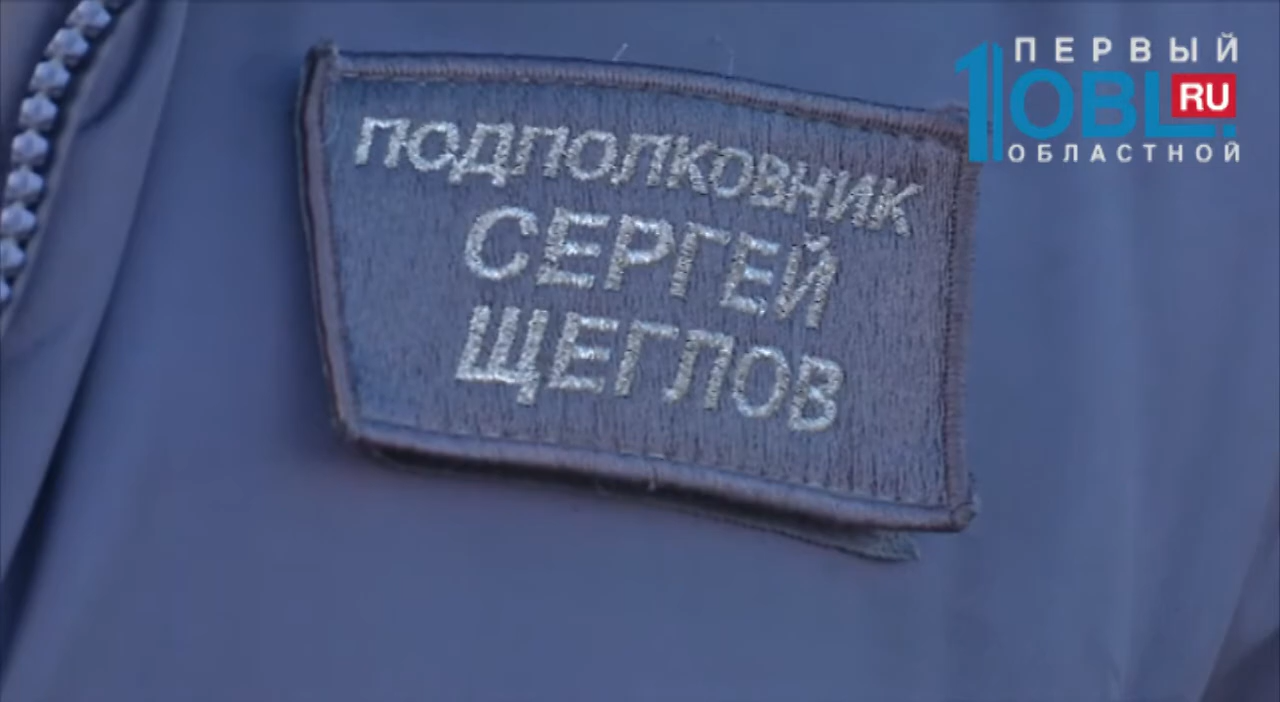 ПОДПОЛКОВНИК
СЕРГЕЙ
ЩЕГЛОВ
ПЕРВЫЙ
1OBL.RU
ОБЛАСТНОЙ